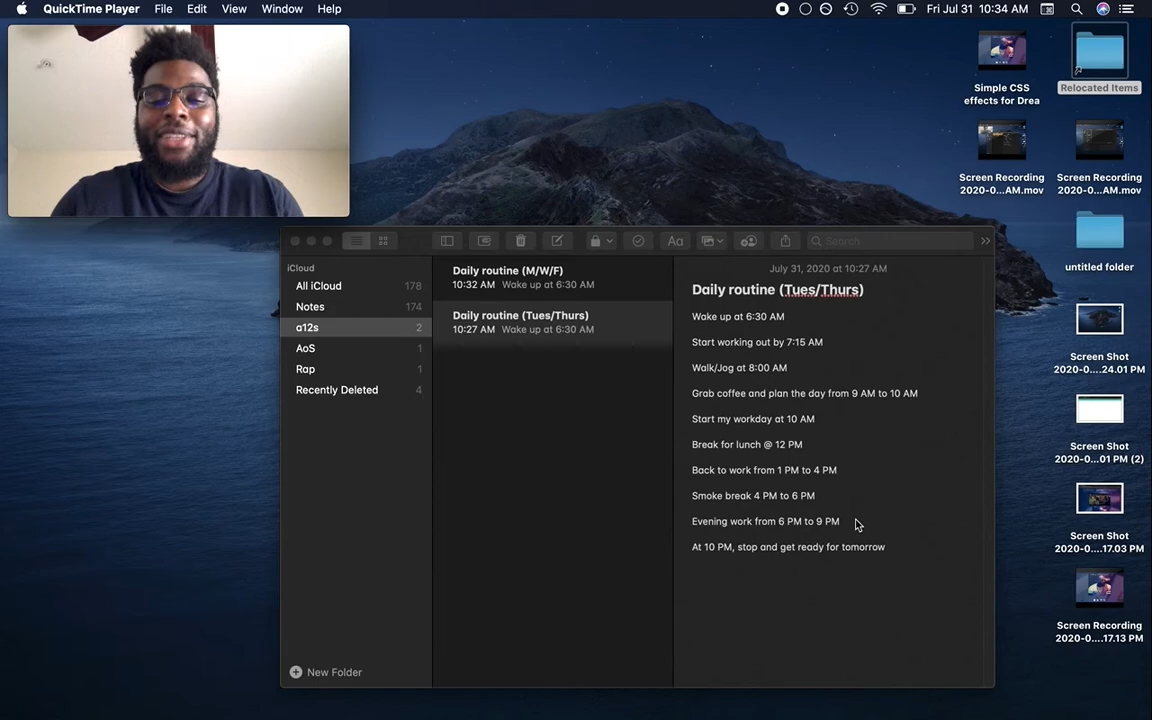 QuickTime Player File Edit View Window Help Fri Jul 31 10:34 AM
Simple CSS
effects for Drea
Relocated Items
Screen Recording
2020-0...AM.mov
Screen Recording
2020-0...AM.mov
untitled folder
Screen Shot
2020-0....24.01 PM
Screen Shot
2020-0...01 PM (2)
Screen Shot
2020-0....17.03 PM
Screen Recording
2020-0....17.13 PM
Aa
Search
iCloud
All iCloud 178
Notes 174
a12s 2
AoS 1
Rap 1
Recently Deleted 4
New Folder
Daily routine (M/W/F)
10:32 AM Wake up at 6:30 AM
Daily routine (Tues/Thurs)
10:27 AM Wake up at 6:30 AM
July 31, 2020 at 10:27 AM
Daily routine (Tues/Thurs)
Wake up at 6:30 AM
Start working out by 7:15 AM
Walk/Jog at 8:00 AM
Grab coffee and plan the day from 9 AM to 10 AM
Start my workday at 10 AM
Break for lunch @ 12 PM
Back to work from 1 PM to 4 PM
Smoke break 4 PM to 6 PM
Evening work from 6 PM to 9 PM
At 10 PM, stop and get ready for tomorrow